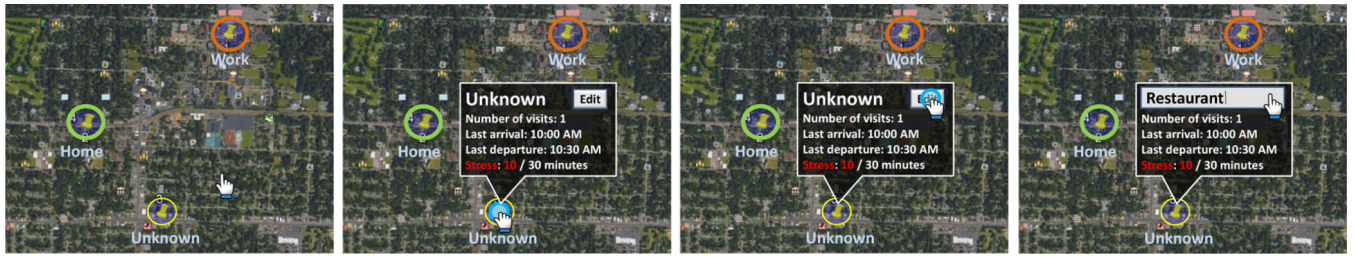 Work
Home
Unknown
Work
Unknown Edit
Number of visits: 1
Last arrival: 10:00 AM
Last departure: 10:30 AM
Stress: 10 / 30 minutes
Home
Unknown
Work
Unknown
Number of visits: 1
Last arrival: 10:00 AM
Last departure: 10:30 AM
Stress: 10 / 30 minutes
Home
Unknown
Work
Restaurant
Number of visits: 1
Last arrival: 10:00 AM
Last departure: 10:30 AM
Stress: 10 / 30 minutes
Home
Unknown